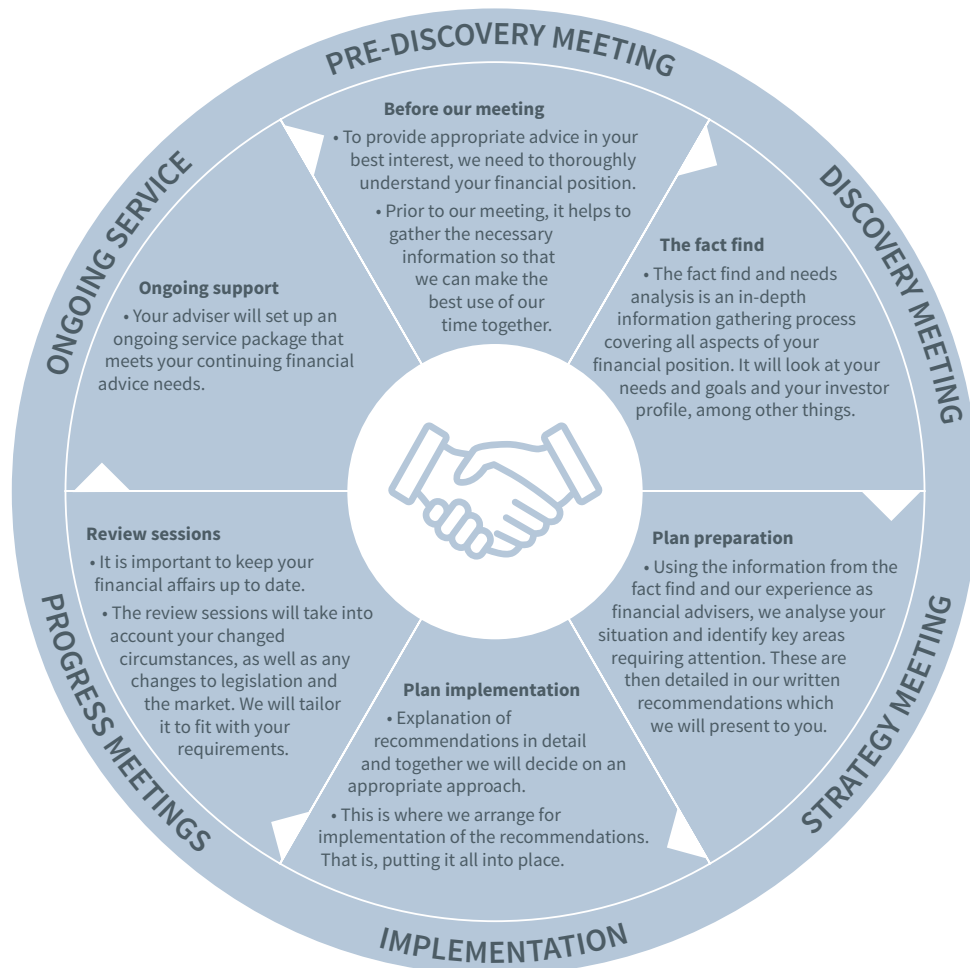 PRE-DISCOVERY MEETING
Before our meeting
• To provide appropriate advice in your
best interest, we need to thoroughly
understand your financial position.
• Prior to our meeting, it helps to
gather the necessary
information so that
we can make the
best use of our
time together.
DISCOVERY MEETING
The fact find
• The fact find and needs
analysis is an in-depth
information gathering process
covering all aspects of your
financial position. It will look at your
needs and goals and your investor
profile, among other things.
STRATEGY MEETING
Plan preparation
• Using the information from the
fact find and our experience as
financial advisers, we analyse your
situation and identify key areas
requiring attention. These are
then detailed in our written
recommendations which
we will present to you.
IMPLEMENTATION
Plan implementation
• Explanation of
recommendations in detail
and together we will decide on an
appropriate approach.
• This is where we arrange for
implementation of the recommendations.
That is, putting it all into place.
PROGRESS MEETINGS
Review sessions
• It is important to keep your
financial affairs up to date.
• The review sessions will take into
account your changed
circumstances, as well as any
changes to legislation and
the market. We will tailor
it to fit with your
requirements.
ONGOING SERVICE
Ongoing support
• Your adviser will set up an
ongoing service package that
meets your continuing financial
advice needs.